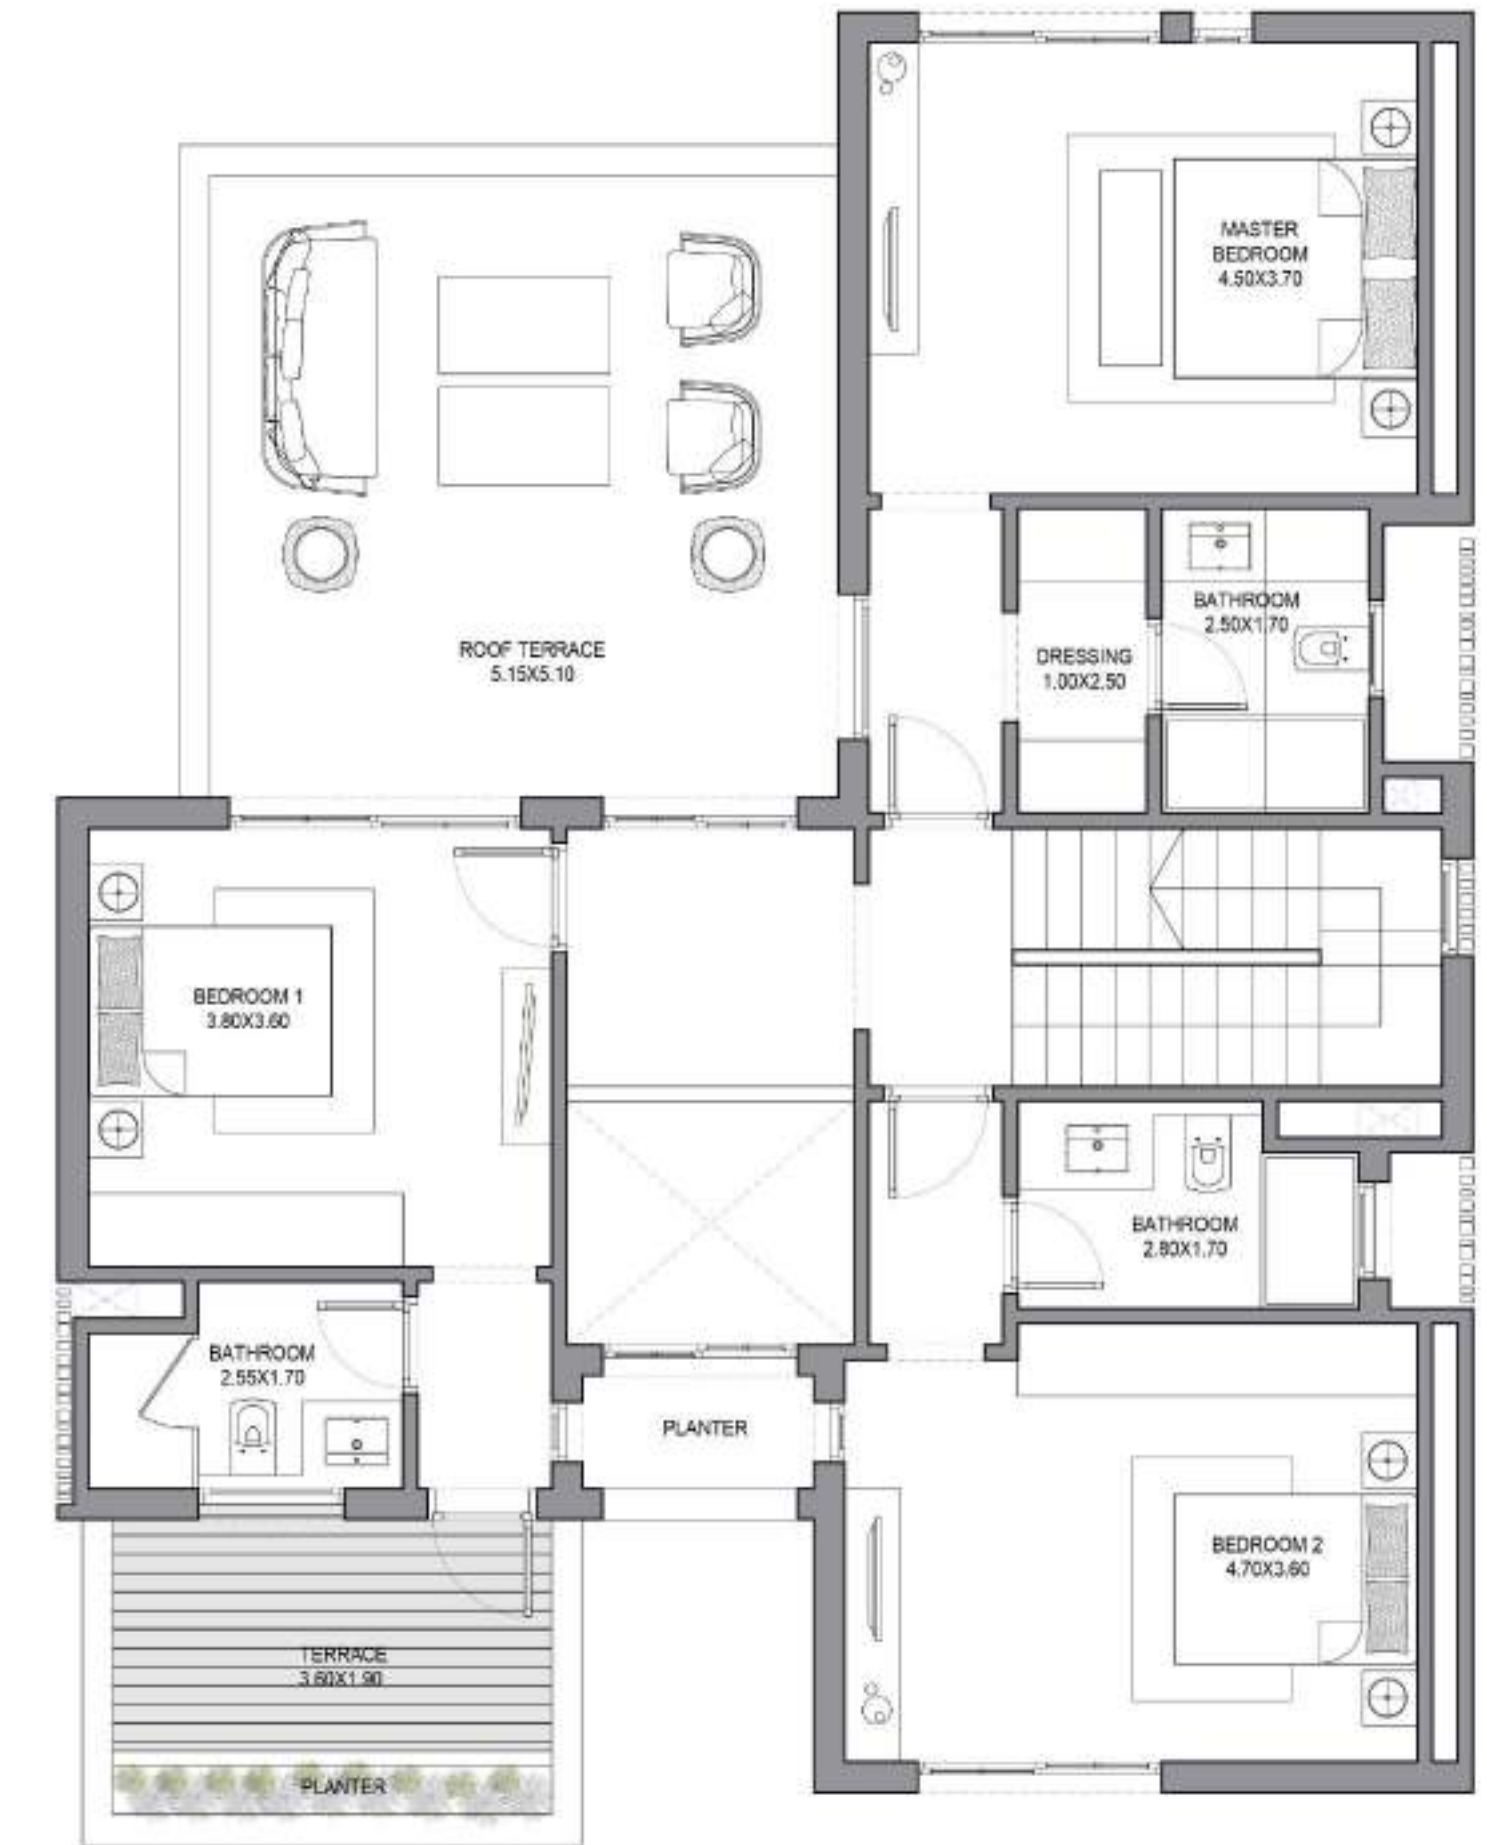 MASTER
BEDROOM
4.50X3.70
BATHROOM
2.50X1.70
ROOF TERRACE
5.15X5.10
DRESSING
1.00X2.50
BEDROOM 1
3.80X3.60
BATHROOM
2.80X1.70
BATHROOM
2.55X1.70
PLANTER
BEDROOM 2
4.70X3.60
TERRACE
3.60X1.90
PLANTER